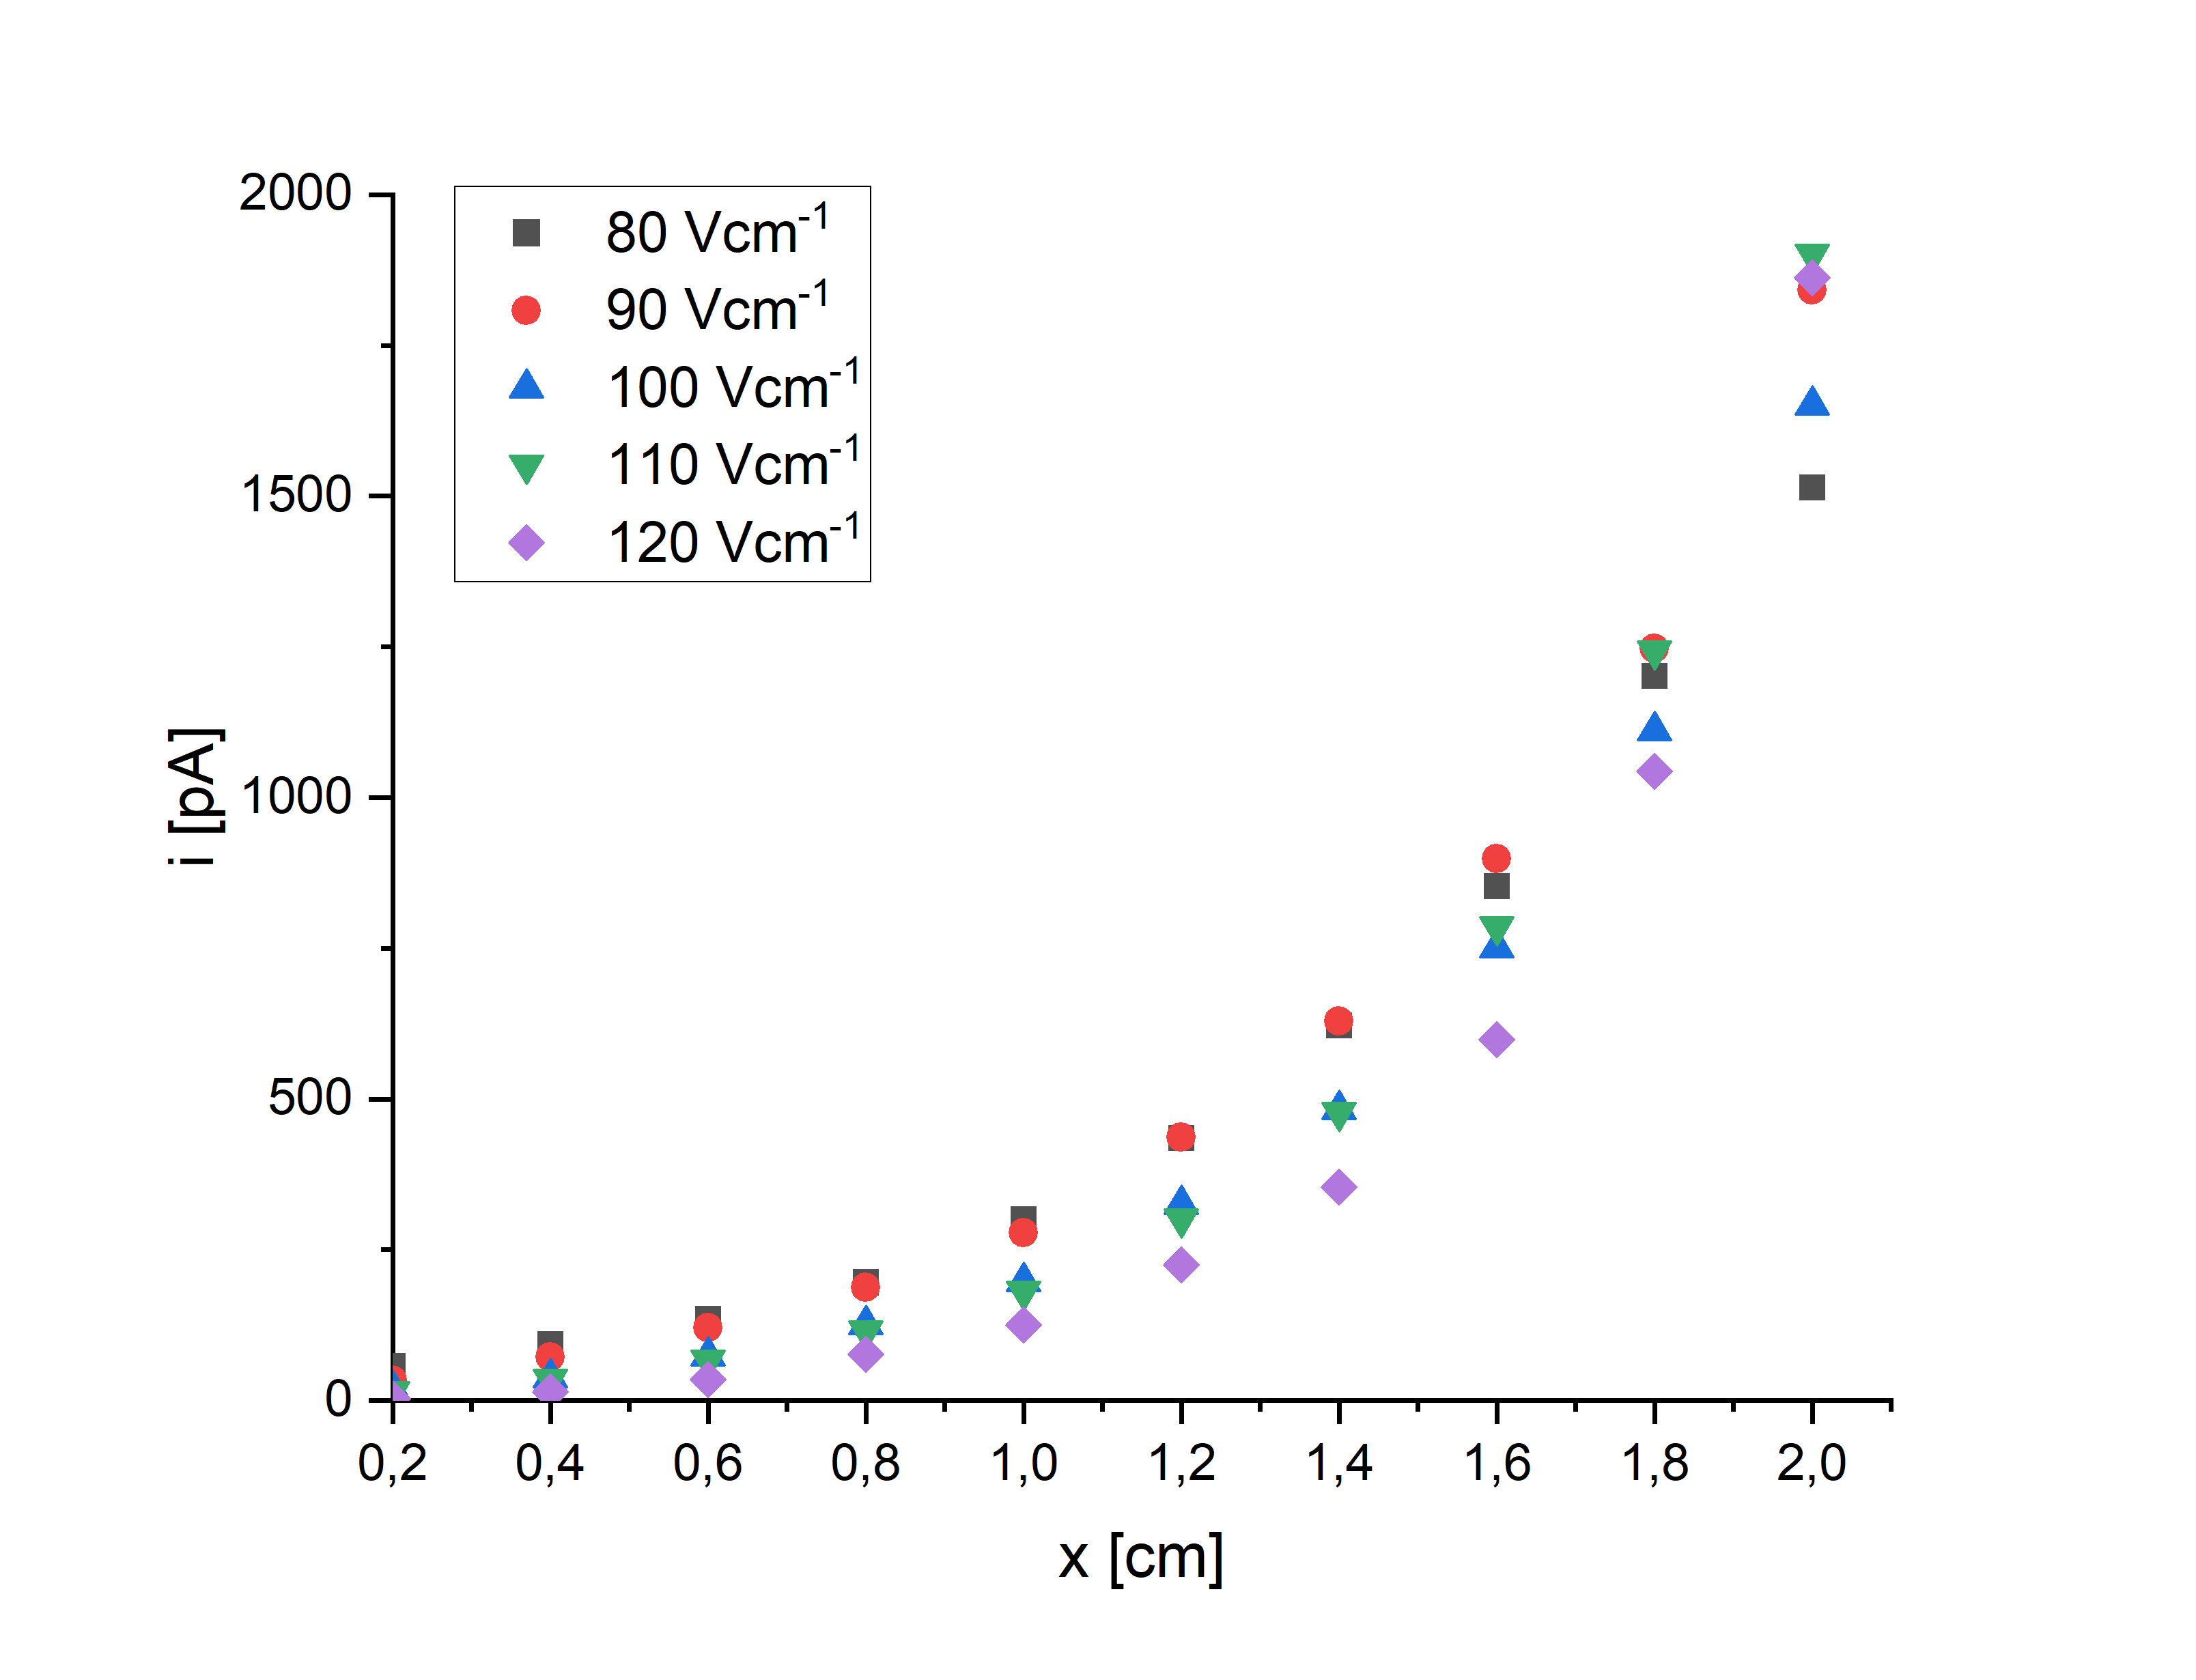 2000
1500
1000
500
0
i [pA]
80 Vcm⁻¹
90 Vcm⁻¹
100 Vcm⁻¹
110 Vcm⁻¹
120 Vcm⁻¹
0,2 0,4 0,6 0,8 1,0 1,2 1,4 1,6 1,8 2,0
x [cm]